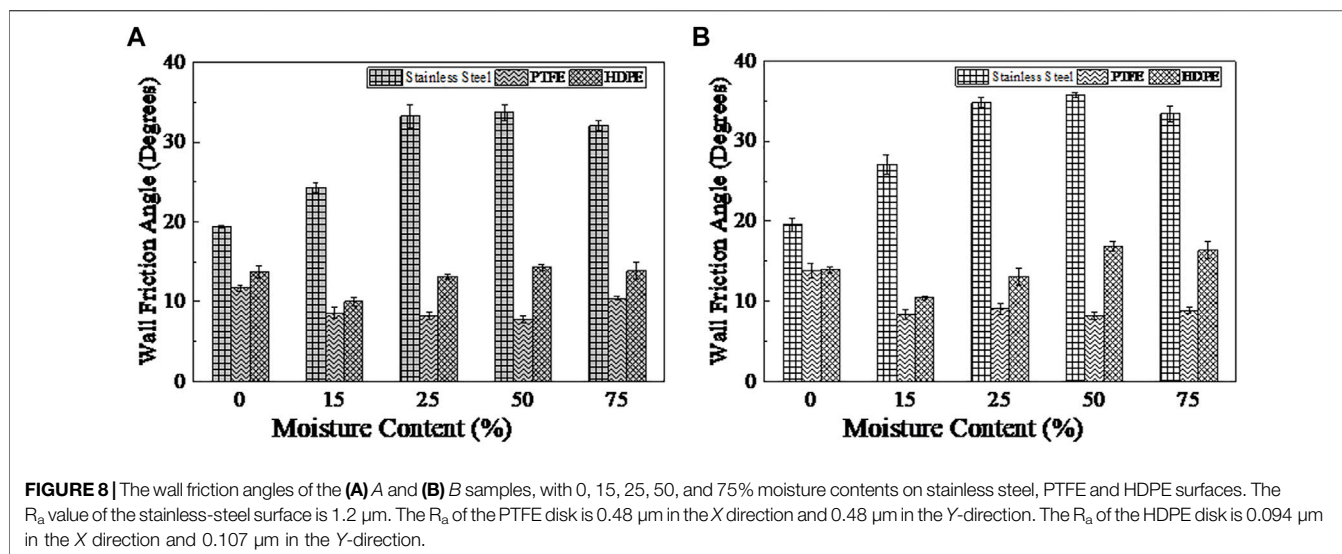 A
40
30
20
10
0
Wall Friction Angle (Degrees)
Stainless Steel PTFE HDPE
0 15 25 50 75
Moisture Content (%)
B
40
30
20
10
0
Wall Friction Angle (Degrees)
Stainless Steel PTFE HDPE
0 15 25 50 75
Moisture Content (%)
FIGURE 8 | The wall friction angles of the (A) A and (B) B samples, with 0, 15, 25, 50, and 75% moisture contents on stainless steel, PTFE and HDPE surfaces. The
Ra value of the stainless-steel surface is 1.2 μm. The Ra of the PTFE disk is 0.48 μm in the X direction and 0.48 μm in the Y-direction. The Ra of the HDPE disk is 0.094 μm
in the X direction and 0.107 μm in the Y-direction.